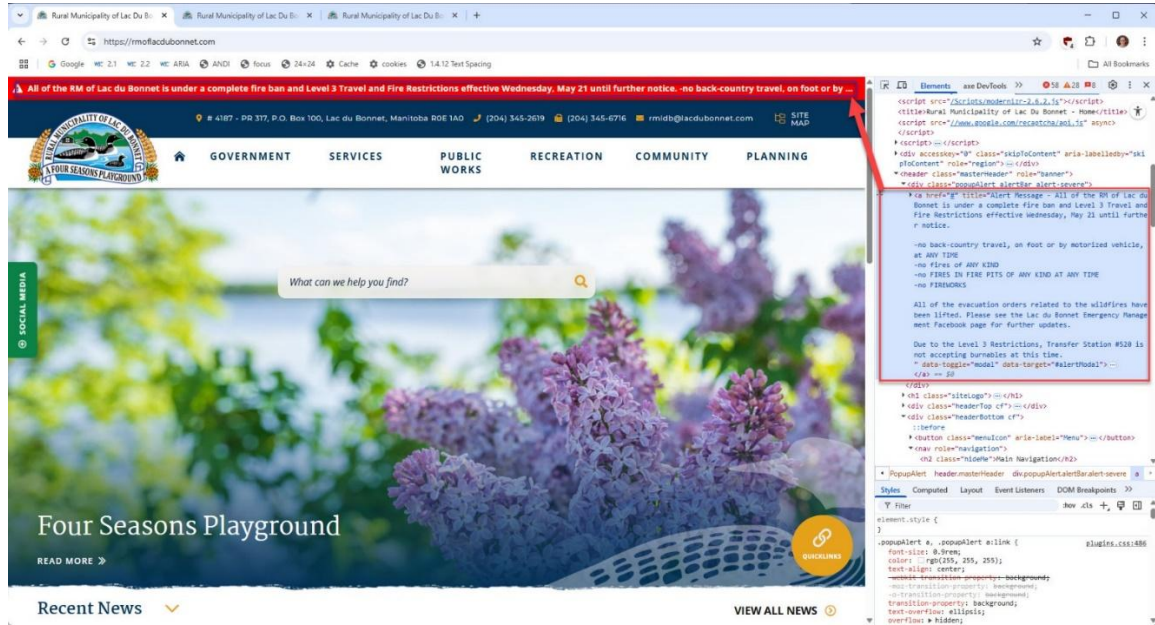 Rural Municipality of Lac Du Bo
Rural Municipality of Lac Du Bo
Rural Municipality of Lac Du Bo
https://rmoflacdubonnet.com
Google 2.1 2.2 ARIA ANDI focus 24×24 Cache cookies 1.4.12 Text Spacing
All Bookmarks
All of the RM of Lac du Bonnet is under a complete fire ban and Level 3 Travel and Fire Restrictions effective Wednesday, May 21 until further notice. -no back-country travel, on foot or by ...
# 4187 - PR 317, P.O. Box 100, Lac du Bonnet, Manitoba R0E 1A0 (204) 345-2619 (204) 345-6716 rmldb@lacdubonnet.com SITE MAP
MUNICIPALITY OF LAC DU
A FOUR SEASONS PLAYGROUND
GOVERNMENT SERVICES PUBLIC WORKS RECREATION COMMUNITY PLANNING
SOCIAL MEDIA
What can we help you find?
Four Seasons Playground
READ MORE
QUICKLINKS
Recent News
VIEW ALL NEWS
Elements axe DevTools 58 28 8
<script src="/Scripts/modernizr-2.6.2.js"></script>
<title>Rural Municipality of Lac Du Bonnet - Home</title>
<script src="//www.google.com/recaptcha/api.js" async>
</script>
<script>…</script>
<div accesskey="0" class="skipToContent" aria-labelledby="ski
pToContent" role="region">…</div>
<header class="masterHeader" role="banner">
<div class="popupAlert alertBar alert-severe">
<a href="#" title="Alert Message - All of the RM of Lac du
Bonnet is under a complete fire ban and Level 3 Travel and
Fire Restrictions effective Wednesday, May 21 until furthe
r notice.
-no back-country travel, on foot or by motorized vehicle,
at ANY TIME
-no fires of ANY KIND
-no FIRES IN FIRE PITS OF ANY KIND AT ANY TIME
-no FIREWORKS
All of the evacuation orders related to the wildfires have
been lifted. Please see the Lac du Bonnet Emergency Manage
ment Facebook page for further updates.
Due to the Level 3 Restrictions, Transfer Station #520 is
not accepting burnables at this time.
" data-toggle="modal" data-target="#alertModal">…
</a> == $0
</div>
<h1 class="siteLogo">…</h1>
<div class="headerTop cf">…</div>
<div class="headerBottom cf">
::before
<button class="menuIcon" aria-label="Menu">…</button>
<nav role="navigation">
<h2 class="hideMe">Main Navigation</h2>
PopupAlert header.masterHeader div.popupAlert.alertBar.alert-severe a
Styles Computed Layout Event Listeners DOM Breakpoints
Filter :hov .cls
element.style {
}
.popupAlert a, .popupAlert a:link { plugins.css:486
font-size: 0.9rem;
color: rgb(255, 255, 255);
text-align: center;
-webkit-transition-property: background;
-moz-transition-property: background;
-o-transition-property: background;
transition-property: background;
text-overflow: ellipsis;
overflow: hidden;